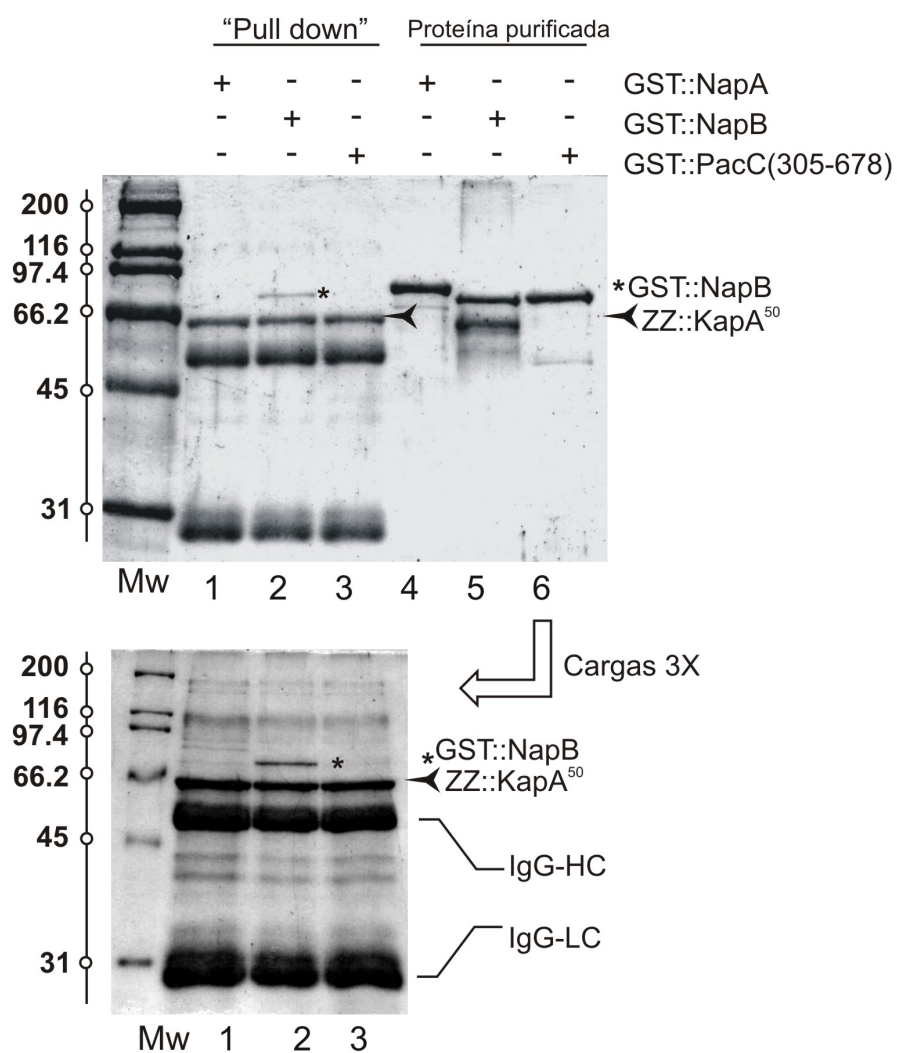 “Pull down” Proteína purificada
+ - - + - - GST::NapA
- + - - + - GST::NapB
- - + - - + GST::PacC(305-678)
200
116
97.4
*GST::NapB
*
66.2
ZZ::KapA50
45
31
Mw 1 2 3 4 5 6
Cargas 3X
200
116
97.4
*GST::NapB
*
66.2
ZZ::KapA50
45
IgG-HC
IgG-LC
31
Mw 1 2 3